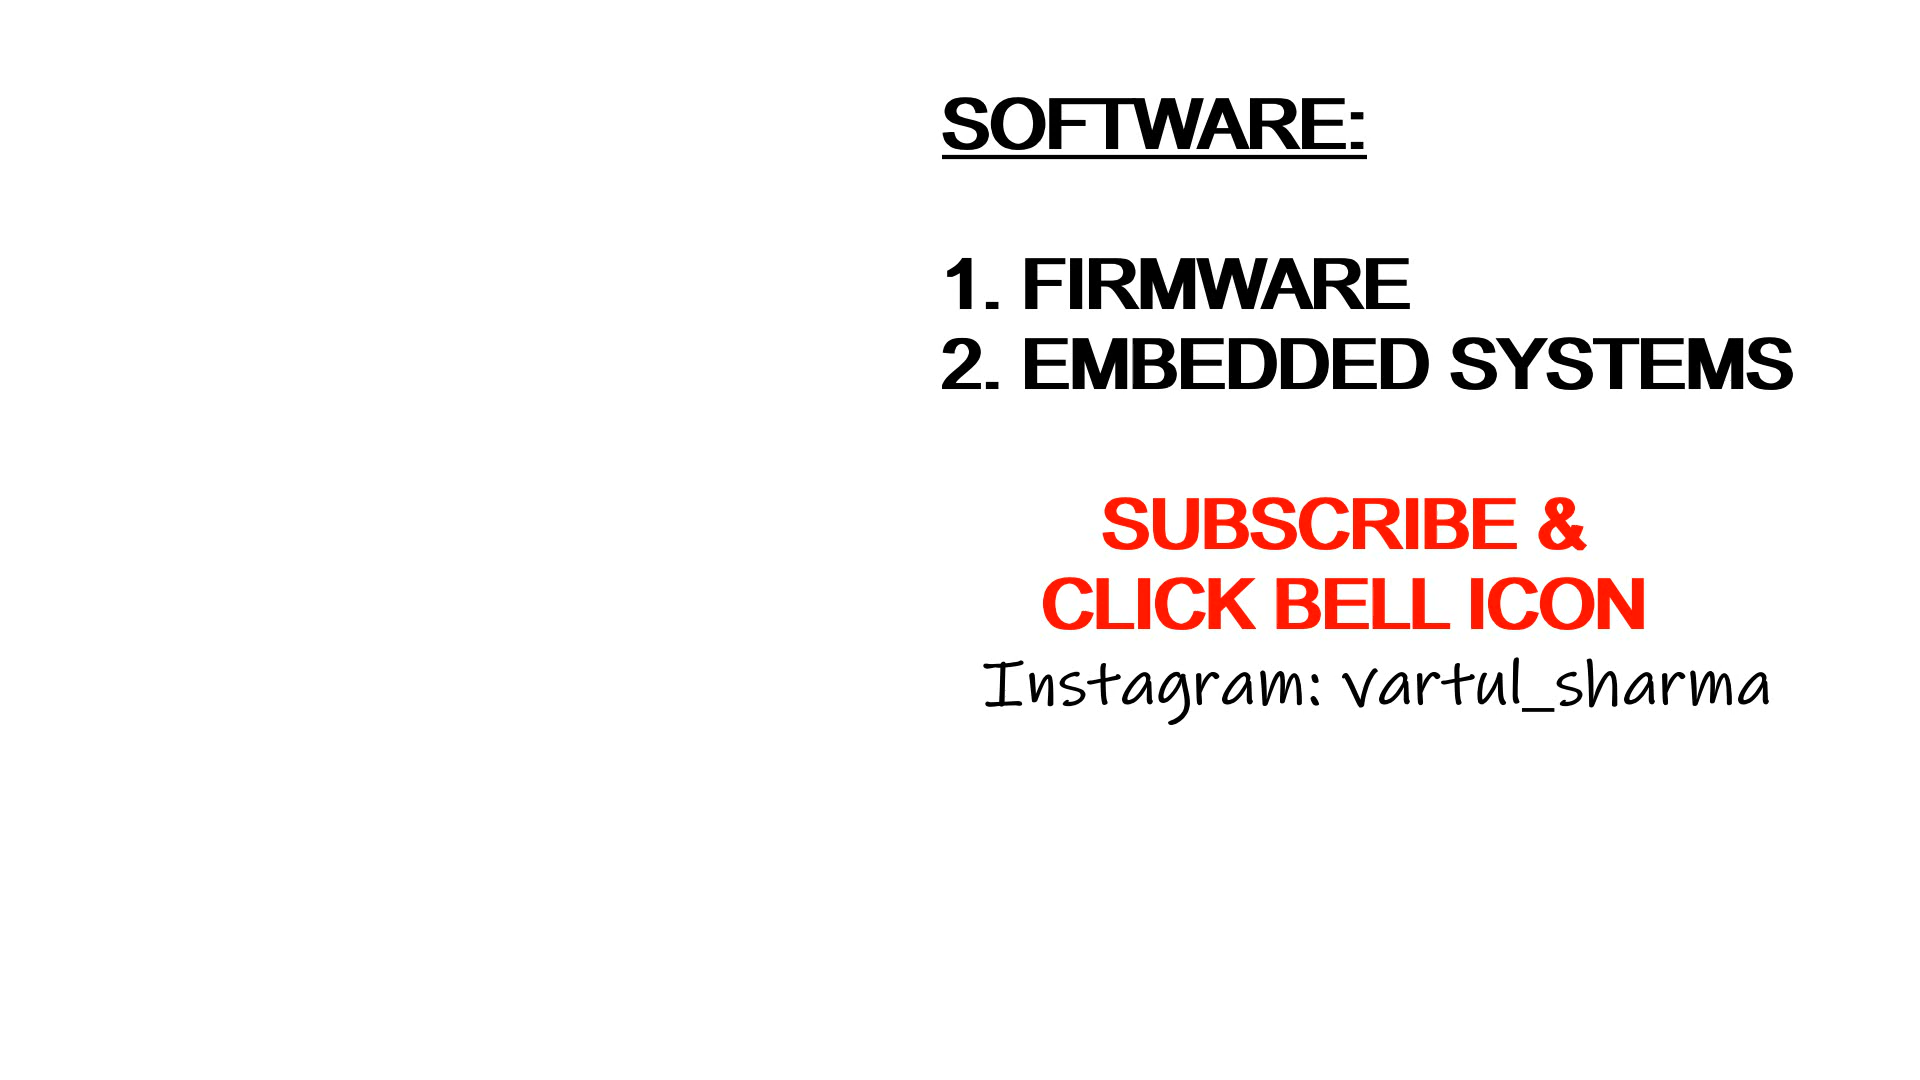 SOFTWARE:
1. FIRMWARE
2. EMBEDDED SYSTEMS
SUBSCRIBE &
CLICK BELL ICON
Instagram: vartul_sharma